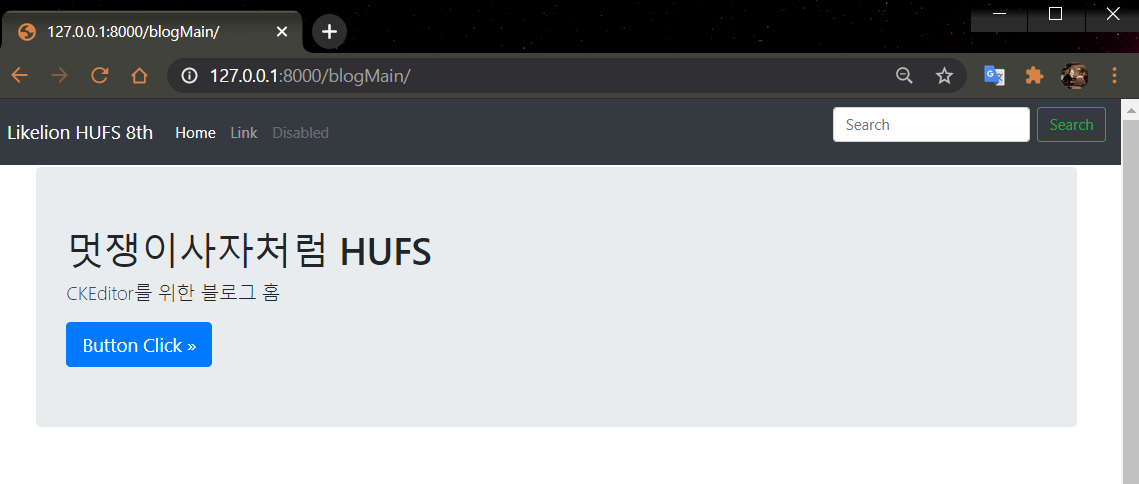 127.0.0.1:8000/blogMain/
127.0.0.1:8000/blogMain/
Likelion HUFS 8th Home Link Disabled Search Search
멋쟁이사자처럼 HUFS
CKEditor를 위한 블로그 홈
Button Click »